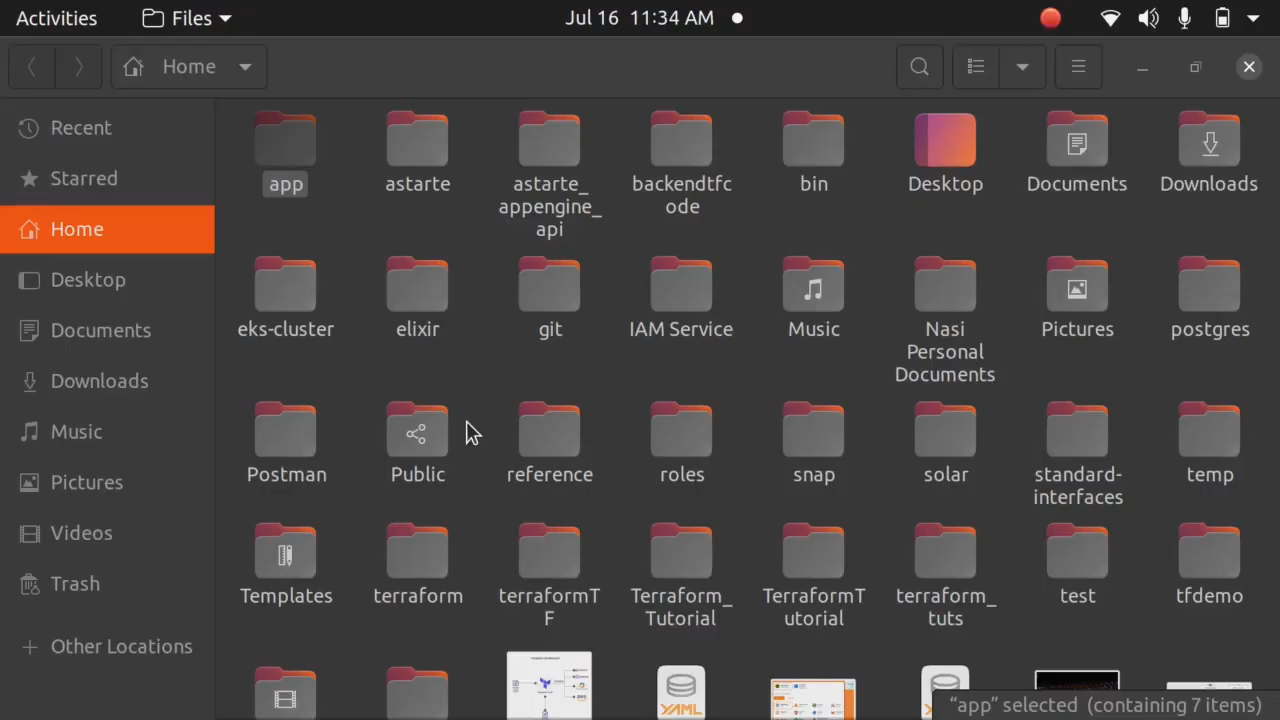 Activities
Files
Jul 16 11:34 AM
Home
Recent
Starred
Home
Desktop
Documents
Downloads
Music
Pictures
Videos
Trash
Other Locations
app
astarte
astarte_
appengine_
api
backendtfc
ode
bin
Desktop
Documents
Downloads
eks-cluster
elixir
git
IAM Service
Music
Nasi
Personal
Documents
Pictures
postgres
Postman
Public
reference
roles
snap
solar
standard-
interfaces
temp
Templates
terraform
terraformT
F
Terraform_
Tutorial
TerraformT
utorial
terraform_
tuts
test
tfdemo
YAML
"app" selected (containing 7 items)